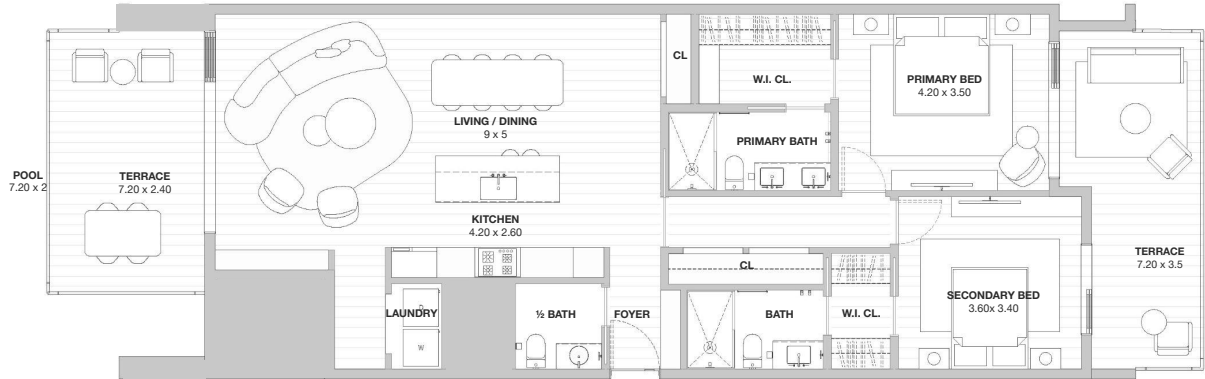 POOL
7.20 x 2
TERRACE
7.20 x 2.40
LIVING / DINING
9 x 5
KITCHEN
4.20 x 2.60
CL
W.I. CL.
PRIMARY BATH
PRIMARY BED
4.20 x 3.50
TERRACE
7.20 x 3.5
CL
SECONDARY BED
3.60x 3.40
LAUNDRY
D
W
½ BATH
FOYER
BATH
W.I. CL.